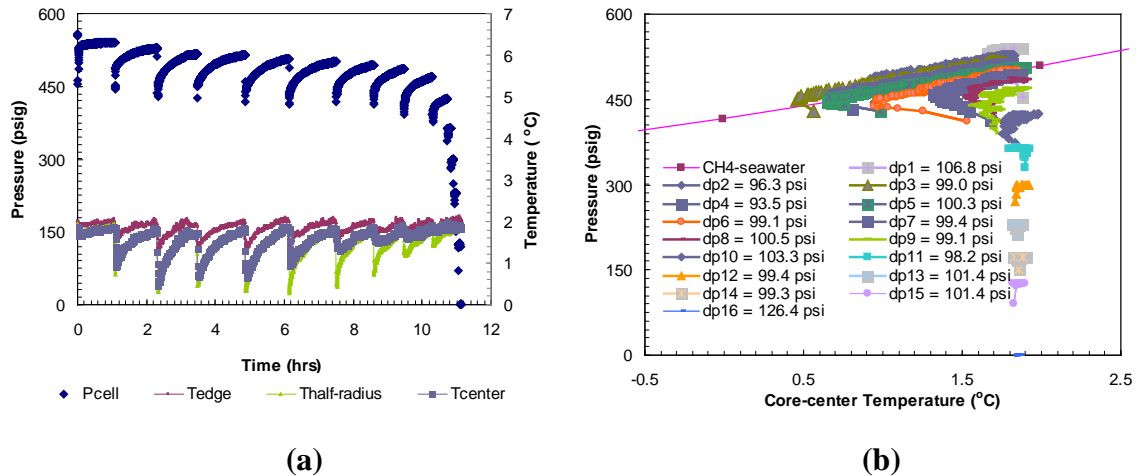 600
450
300
150
0
Pressure (psig)
7
6
5
4
3
2
1
0
Temperature ( °C)
0 2 4 6 8 10 12
Time (hrs)
Pcell Tedge Thalf-radius Tcenter
(a)
600
450
300
150
0
Pressure (psig)
CH4-seawater dp1 = 106.8 psi
dp2 = 96.3 psi dp3 = 99.0 psi
dp4 = 93.5 psi dp5 = 100.3 psi
dp6 = 99.1 psi dp7 = 99.4 psi
dp8 = 100.5 psi dp9 = 99.1 psi
dp10 = 103.3 psi dp11 = 98.2 psi
dp12 = 99.4 psi dp13 = 101.4 psi
dp14 = 99.3 psi dp15 = 101.4 psi
dp16 = 126.4 psi
-0.5 0.5 1.5 2.5
Core-center Temperature (°C)
(b)